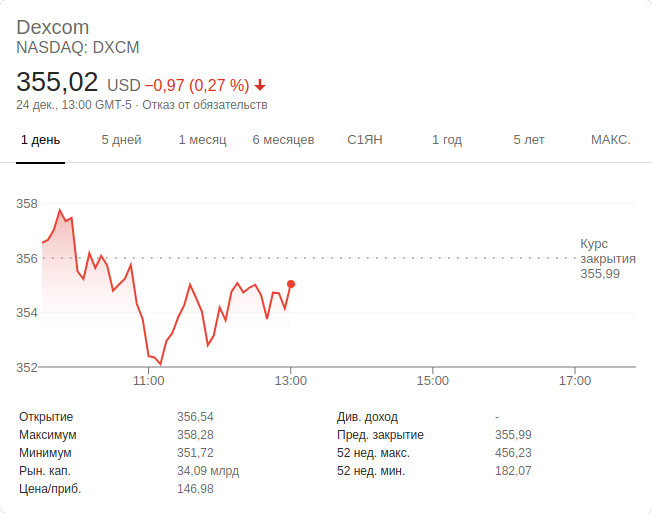 Dexcom
NASDAQ: DXCM
355,02 USD −0,97 (0,27 %)
24 дек., 13:00 GMT-5 · Отказ от обязательств
1 день 5 дней 1 месяц 6 месяцев С1ЯН 1 год 5 лет МАКС.
358
356
354
352
Курс
закрытия
355,99
11:00 13:00 15:00 17:00
Открытие 356,54 Див. доход -
Максимум 358,28 Пред. закрытие 355,99
Минимум 351,72 52 нед. макс. 456,23
Рын. кап. 34,09 млрд 52 нед. мин. 182,07
Цена/приб. 146,98